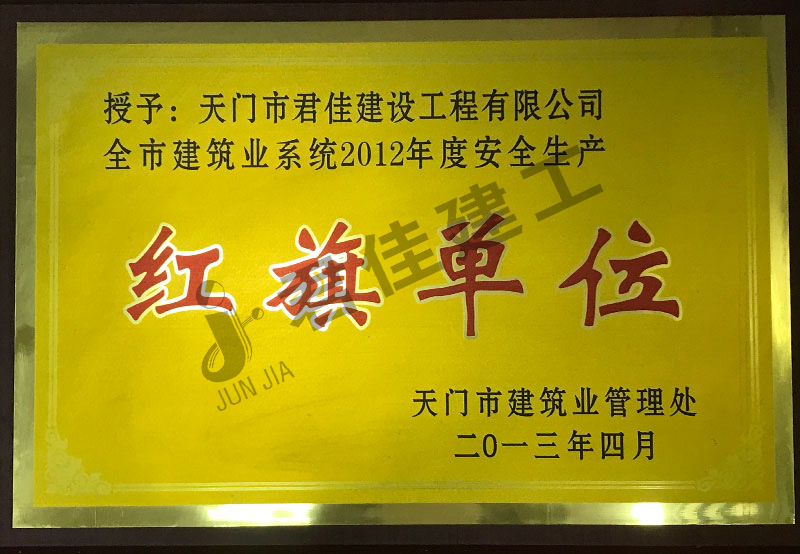 授予：天门市君佳建设工程有限公司
全市建筑业系统2012年度安全生产
红旗单位
天门市建筑业管理处
二0一三年四月
君佳建工
JUN JIA